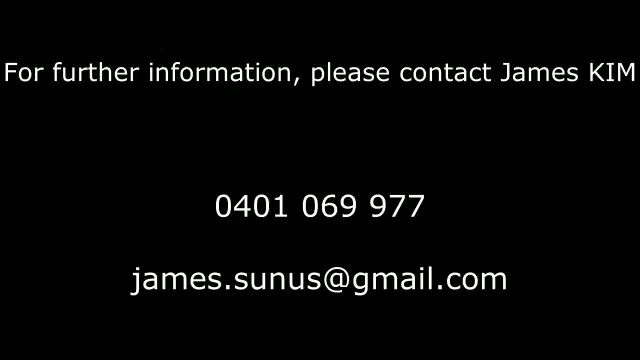 For further information, please contact James KIM
0401 069 977
james.sunus@gmail.com